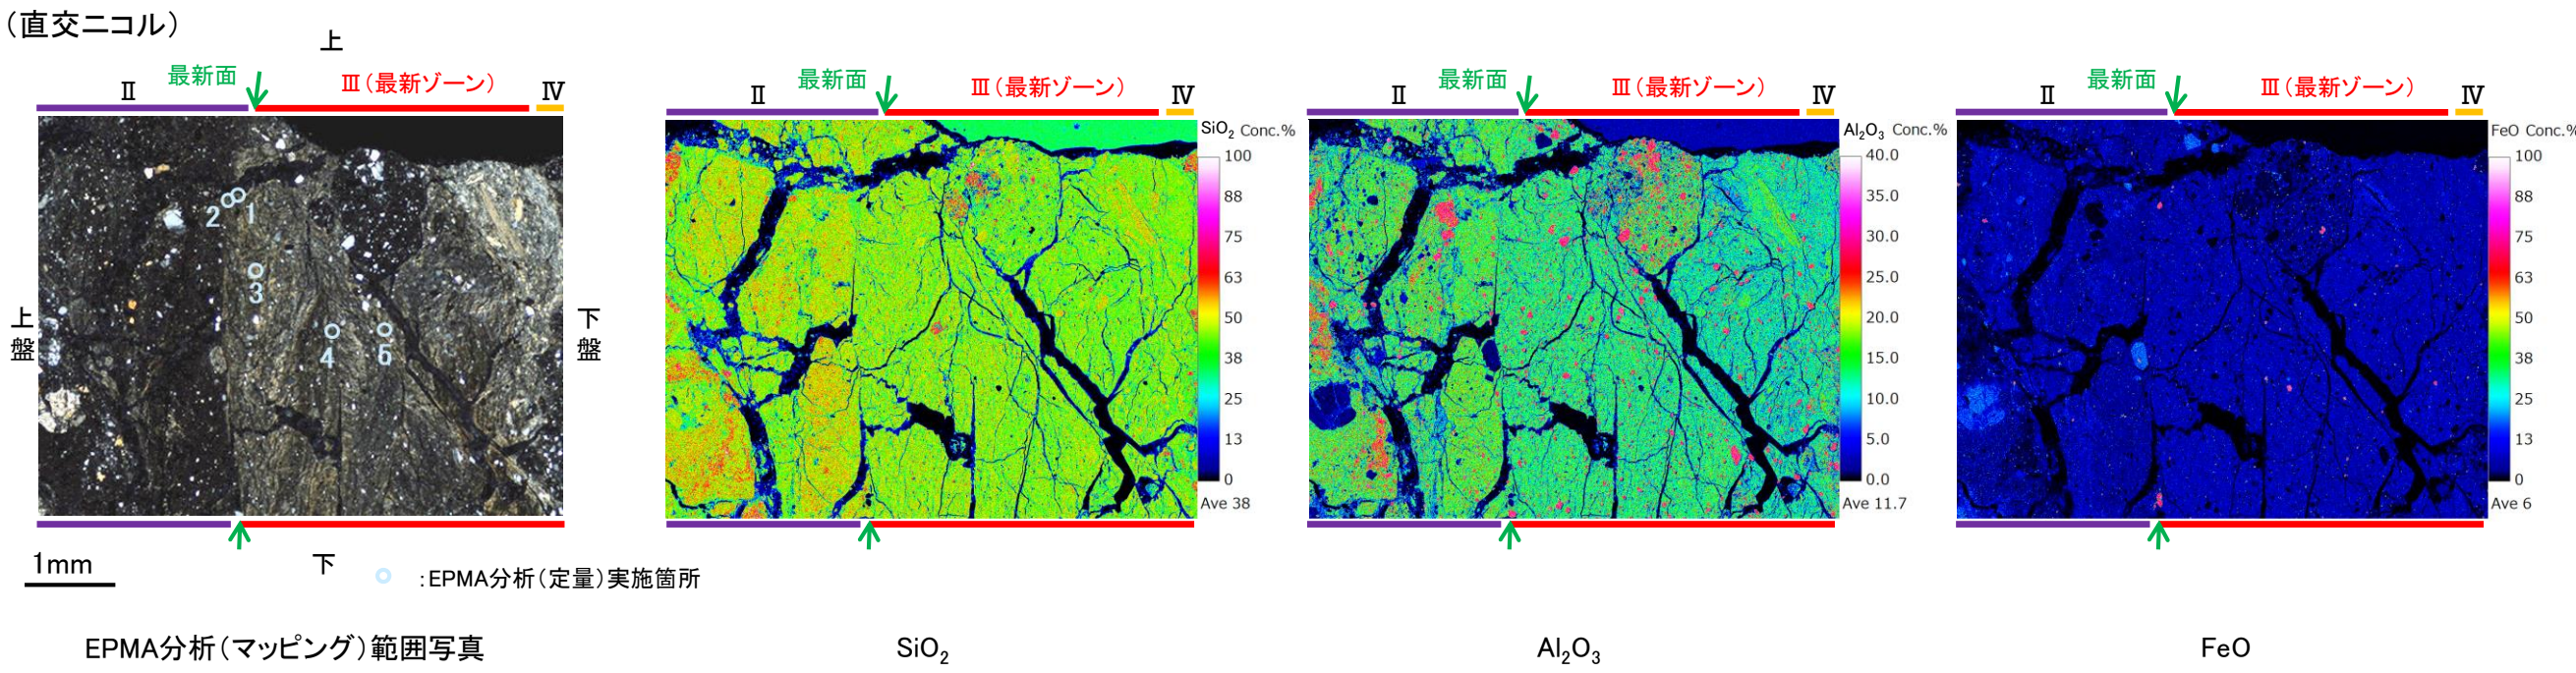 (直交ニコル)
上
Ⅱ
最新面
Ⅲ(最新ゾーン)
Ⅳ
上盤
下盤
2
1
3
4
5
1mm
下
:EPMA分析(定量)実施箇所
EPMA分析(マッピング)範囲写真
Ⅱ
最新面
Ⅲ(最新ゾーン)
Ⅳ
SiO₂ Conc.%
100
88
75
63
50
38
25
13
0
Ave 38
SiO₂
Ⅱ
最新面
Ⅲ(最新ゾーン)
Ⅳ
Al₂O₃ Conc.%
40.0
35.0
30.0
25.0
20.0
15.0
10.0
5.0
0.0
Ave 11.7
Al₂O₃
Ⅱ
最新面
Ⅲ(最新ゾーン)
Ⅳ
FeO Conc.%
100
88
75
63
50
38
25
13
0
Ave 6
FeO